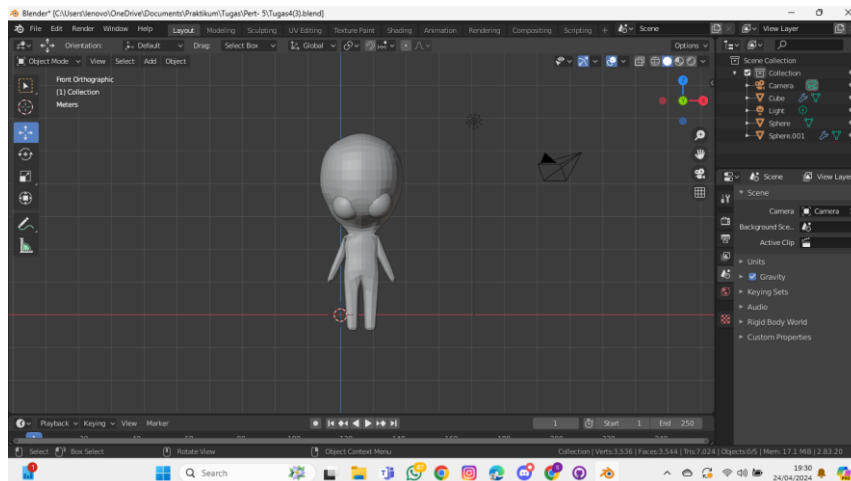 Blender* [C:\Users\lenovo\OneDrive\Documents\Praktikum\Tugas\Pert- 5\Tugas4(3).blend]
File Edit Render Window Help Layout Modeling Sculpting UV Editing Texture Paint Shading Animation Rendering Compositing Scripting + Scene View Layer
Orientation: Default Drag: Select Box Global Options
Object Mode View Select Add Object
Front Orthographic
(1) Collection
Meters
Scene Collection
Collection
Camera
Cube
Light
Sphere
Sphere.001
Scene View Laye
Scene
Camera Camera
Background Sce..
Active Clip
Units
Gravity
Keying Sets
Audio
Rigid Body World
Custom Properties
Playback Keying View Marker 1 Start 1 End 250
Select Box Select Rotate View Object Context Menu Collection | Verts:3,536 | Faces:3,544 | Tris:7,024 | Objects:0/5 | Mem: 17.1 MiB | 2.83.20
Search
19:30
24/04/2024